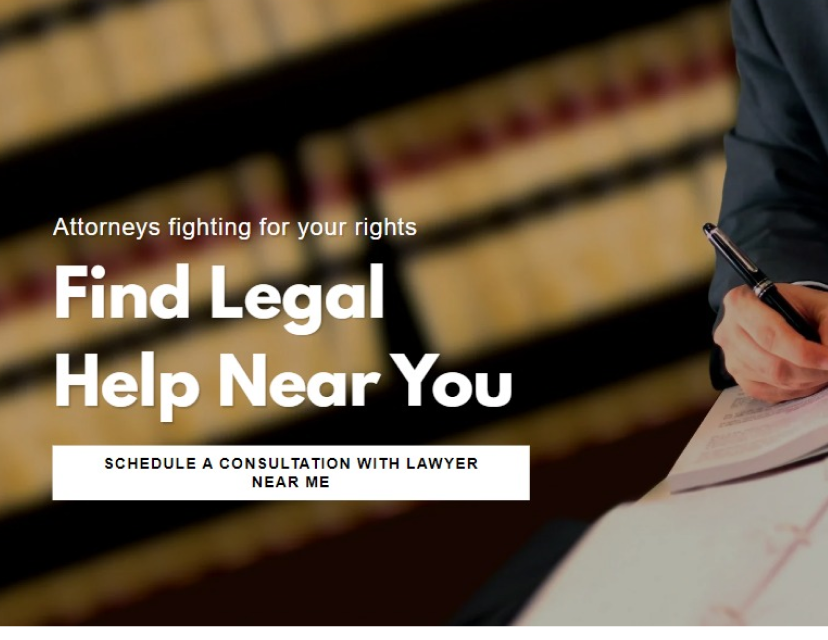 Attorneys fighting for your rights
Find Legal
Help Near You
SCHEDULE A CONSULTATION WITH LAWYER
NEAR ME